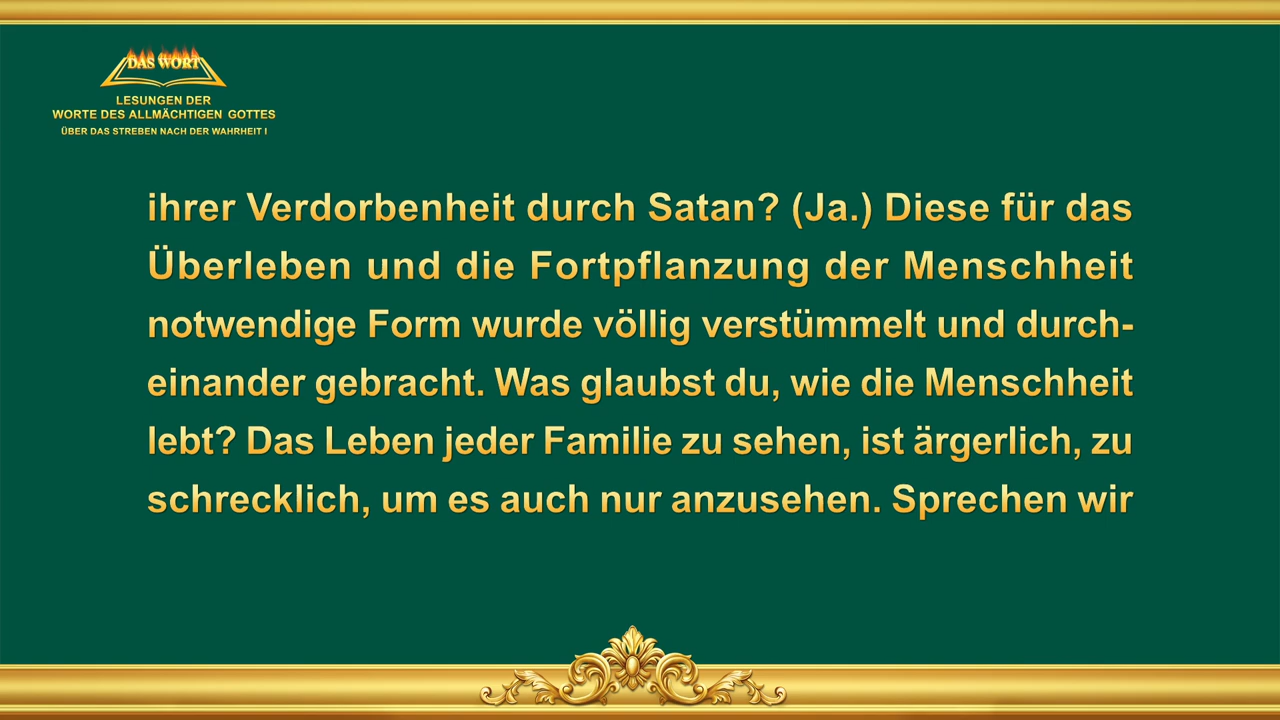 DAS WORT
LESUNGEN DER
WORTE DES ALLMÄCHTIGEN GOTTES
ÜBER DAS STREBEN NACH DER WAHRHEIT I
ihrer Verdorbenheit durch Satan? (Ja.) Diese für das
Überleben und die Fortpflanzung der Menschheit
notwendige Form wurde völlig verstümmelt und durch-
einander gebracht. Was glaubst du, wie die Menschheit
lebt? Das Leben jeder Familie zu sehen, ist ärgerlich, zu
schrecklich, um es auch nur anzusehen. Sprechen wir